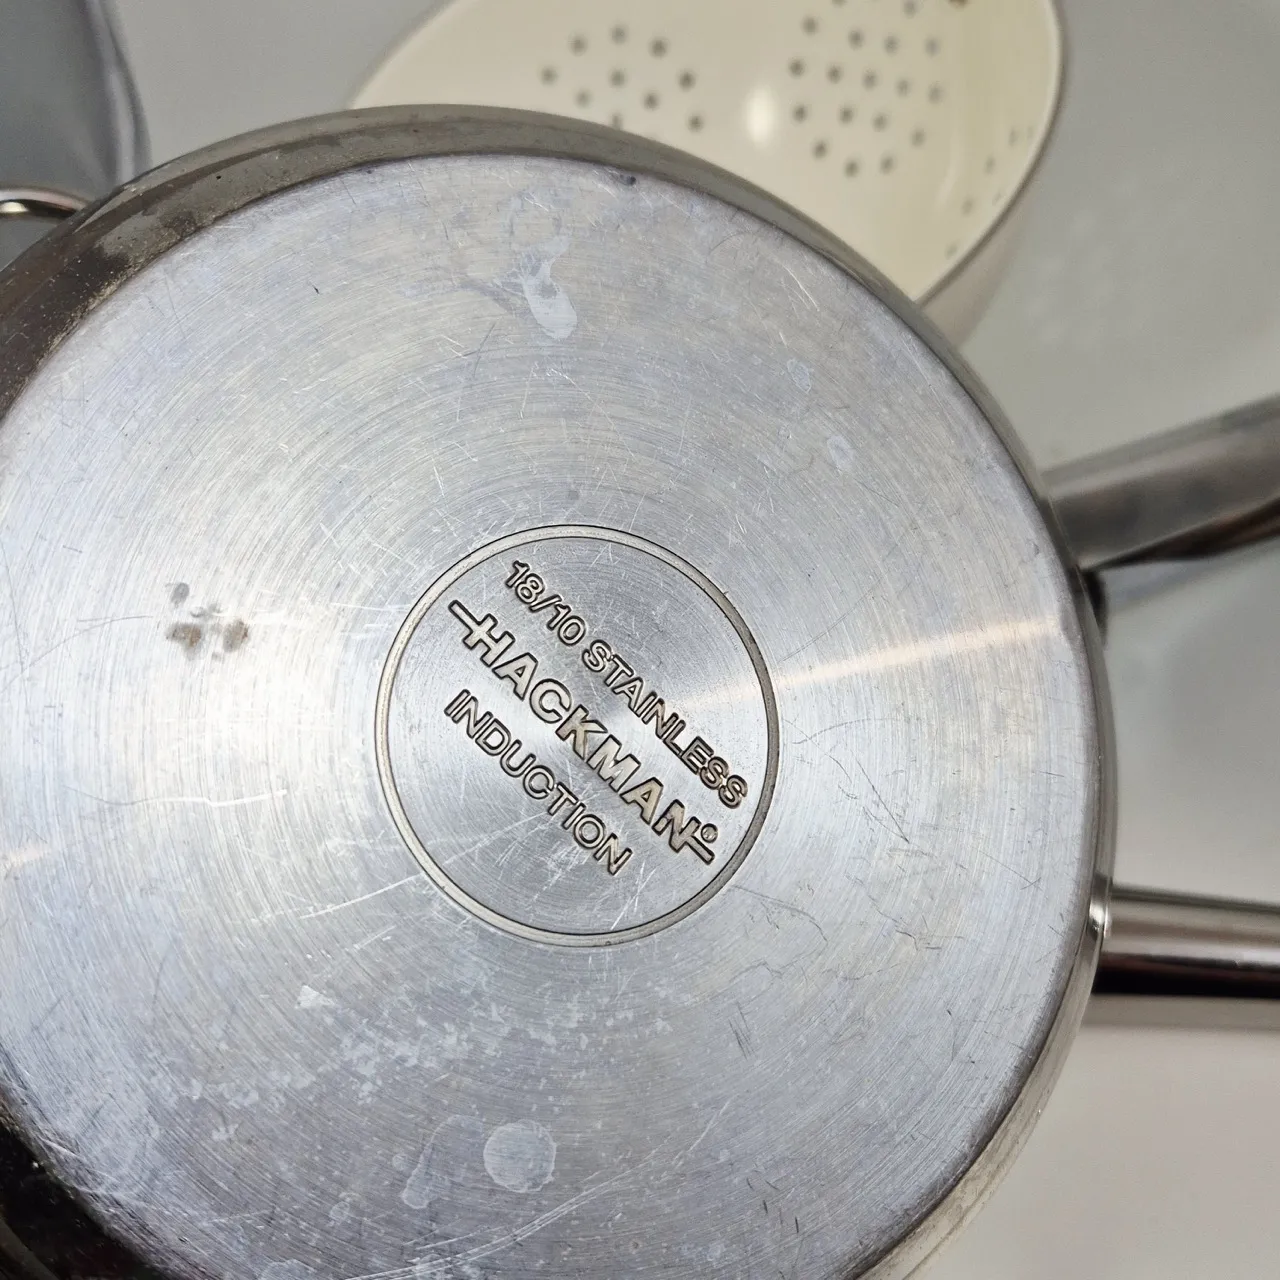 18/10 STAINLESS
HACKMAN
INDUCTION